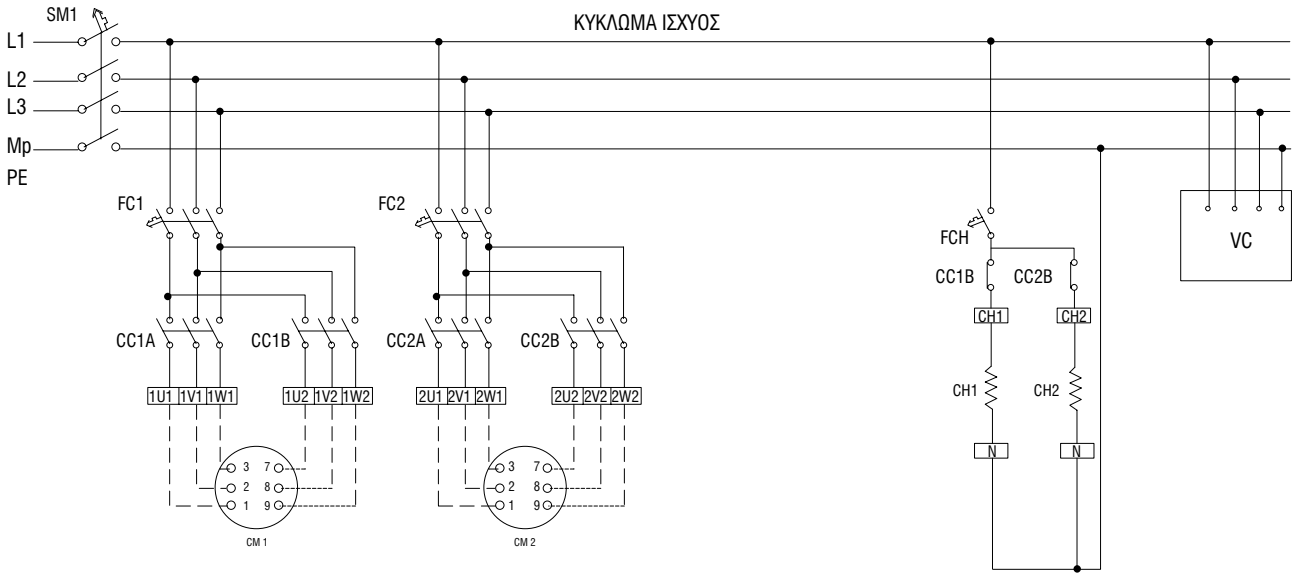 SM1
ΚΥΚΛΩΜΑ ΙΣΧΥΟΣ
L1
L2
L3
Mp
PE
FC1
FC2
FCH
VC
CC1B CC2B
CH1 CH2
CC1A CC1B CC2A CC2B
1U1 1V1 1W1 1U2 1V2 1W2 2U1 2V1 2W1 2U2 2V2 2W2
CH1 CH2
N N
3 7 3 7
2 8 2 8
1 9 1 9
CM 1 CM 2